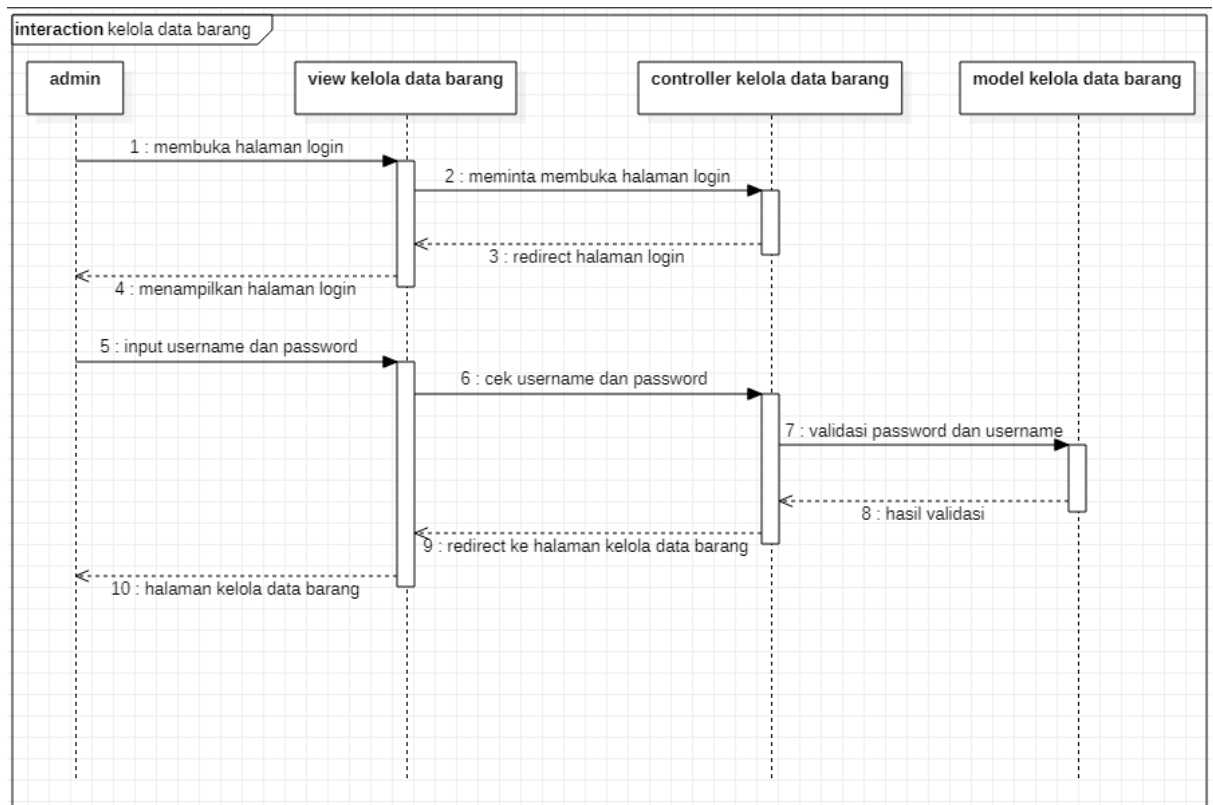 interaction kelola data barang
admin
view kelola data barang
controller kelola data barang
model kelola data barang
1 : membuka halaman login
2 : meminta membuka halaman login
3 : redirect halaman login
4 : menampilkan halaman login
5 : input username dan password
6 : cek username dan password
7 : validasi password dan username
8 : hasil validasi
9 : redirect ke halaman kelola data barang
10 : halaman kelola data barang